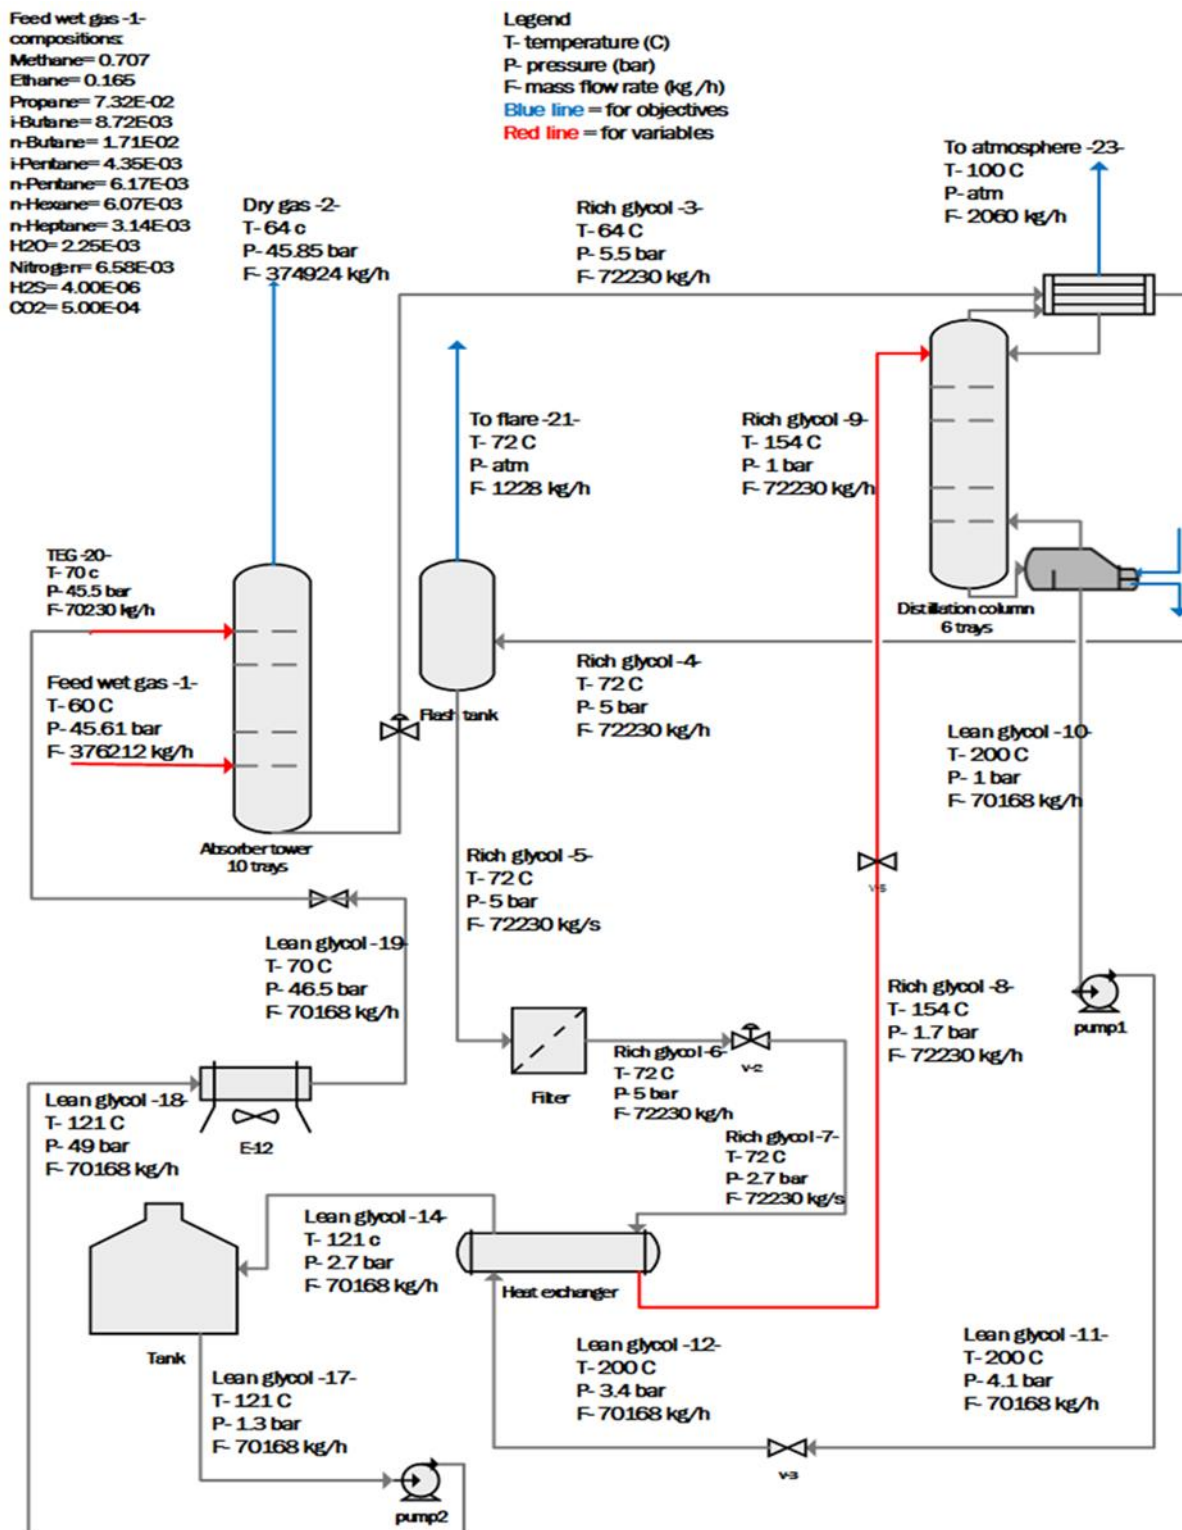 Feed wet gas -1-
compositions:
Methane= 0.707
Ethane= 0.165
Propane= 7.32E-02
i-Butane= 8.72E-03
n-Butane= 1.71E-02
i-Pentane= 4.35E-03
n-Pentane= 6.17E-03
n-Hexane= 6.07E-03
n-Heptane= 3.14E-03
H2O= 2.25E-03
Nitrogen= 6.58E-03
H2S= 4.00E-06
CO2= 5.00E-04
Legend
T- temperature (C)
P- pressure (bar)
F- mass flow rate (kg/h)
Blue line = for objectives
Red line = for variables
To atmosphere -23-
T- 100 C
P- atm
F- 2060 kg/h
Dry gas -2-
T- 64 c
P- 45.85 bar
F- 374924 kg/h
Rich glycol -3-
T- 64 C
P- 5.5 bar
F- 72230 kg/h
To flare -21-
T- 72 C
P- atm
F- 1228 kg/h
Rich glycol -9-
T- 154 C
P- 1 bar
F- 72230 kg/h
TEG -20-
T- 70 c
P- 45.5 bar
F- 70230 kg/h
Feed wet gas -1-
T- 60 C
P- 45.61 bar
F- 376212 kg/h
Absorber tower
10 trays
Flash tank
Distillation column
6 trays
Rich glycol -4-
T- 72 C
P- 5 bar
F- 72230 kg/h
Lean glycol -10-
T- 200 C
P- 1 bar
F- 70168 kg/h
Rich glycol -5-
T- 72 C
P- 5 bar
F- 72230 kg/s
V-5
Lean glycol -19-
T- 70 C
P- 46.5 bar
F- 70168 kg/h
Rich glycol -8-
T- 154 C
P- 1.7 bar
F- 72230 kg/h
pump1
Filter
Rich glycol -6-
T- 72 C
P- 5 bar
F- 72230 kg/h
V-2
Lean glycol -18-
T- 121 C
P- 49 bar
F- 70168 kg/h
E-12
Rich glycol -7-
T- 72 C
P- 2.7 bar
F- 72230 kg/s
Lean glycol -14-
T- 121 c
P- 2.7 bar
F- 70168 kg/h
Heat exchanger
Tank
Lean glycol -12-
T- 200 C
P- 3.4 bar
F- 70168 kg/h
Lean glycol -11-
T- 200 C
P- 4.1 bar
F- 70168 kg/h
Lean glycol -17-
T- 121 C
P- 1.3 bar
F- 70168 kg/h
V-3
pump2